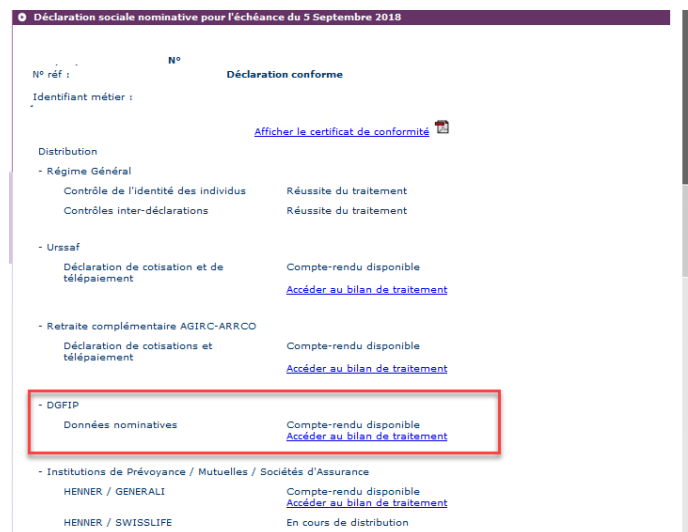 Déclaration sociale nominative pour l'échéance du 5 Septembre 2018
N°
N° réf : Déclaration conforme
Identifiant métier :
Afficher le certificat de conformité
Distribution
- Régime Général
Contrôle de l'identité des individus Réussite du traitement
Contrôles inter-déclarations Réussite du traitement
- Urssaf
Déclaration de cotisation et de Compte-rendu disponible
télépaiement
Accéder au bilan de traitement
- Retraite complémentaire AGIRC-ARRCO
Déclaration de cotisations et Compte-rendu disponible
télépaiement
Accéder au bilan de traitement
- DGFIP
Données nominatives Compte-rendu disponible
Accéder au bilan de traitement
- Institutions de Prévoyance / Mutuelles / Sociétés d'Assurance
HENNER / GENERALI Compte-rendu disponible
Accéder au bilan de traitement
HENNER / SWISSLIFE En cours de distribution